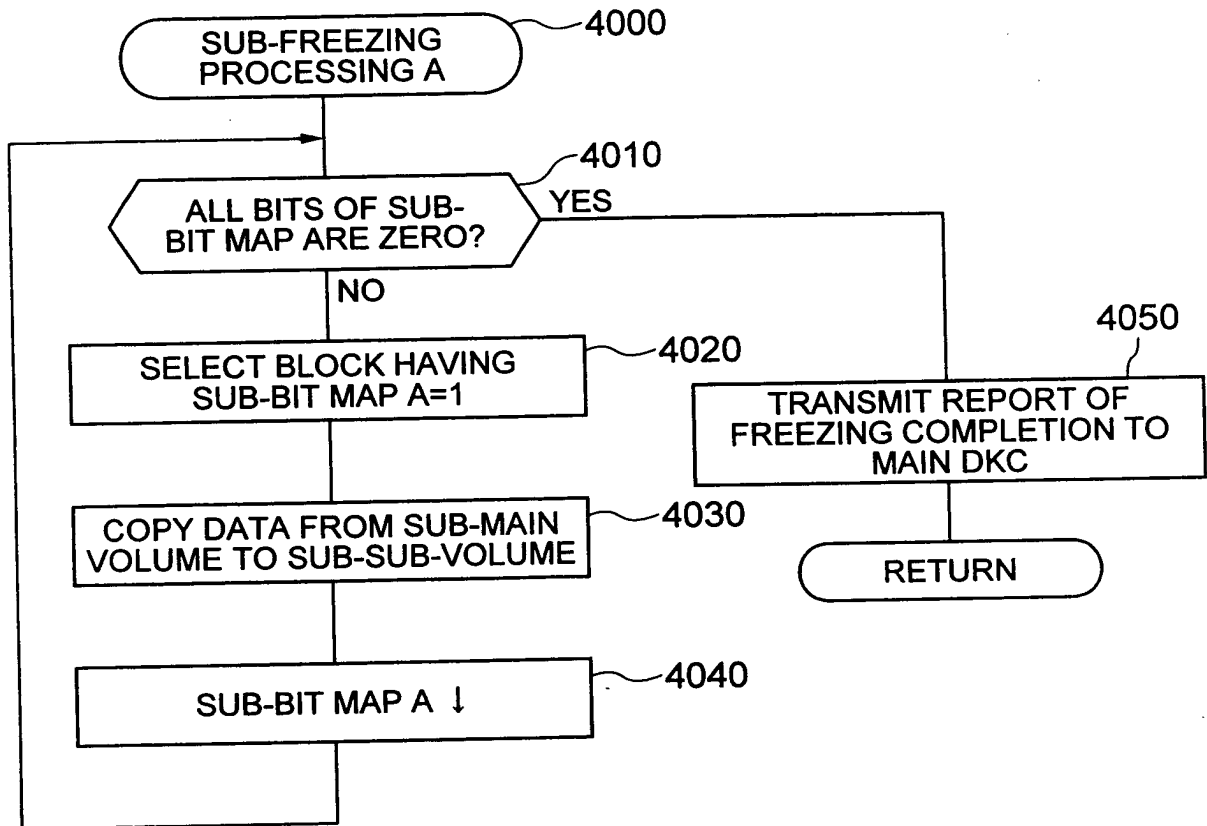 SUB-FREEZING
PROCESSING A
4000
4010
ALL BITS OF SUB-
BIT MAP ARE ZERO?
YES
NO
4020
SELECT BLOCK HAVING
SUB-BIT MAP A=1
4050
TRANSMIT REPORT OF
FREEZING COMPLETION TO
MAIN DKC
4030
COPY DATA FROM SUB-MAIN
VOLUME TO SUB-SUB-VOLUME
RETURN
4040
SUB-BIT MAP A ↓